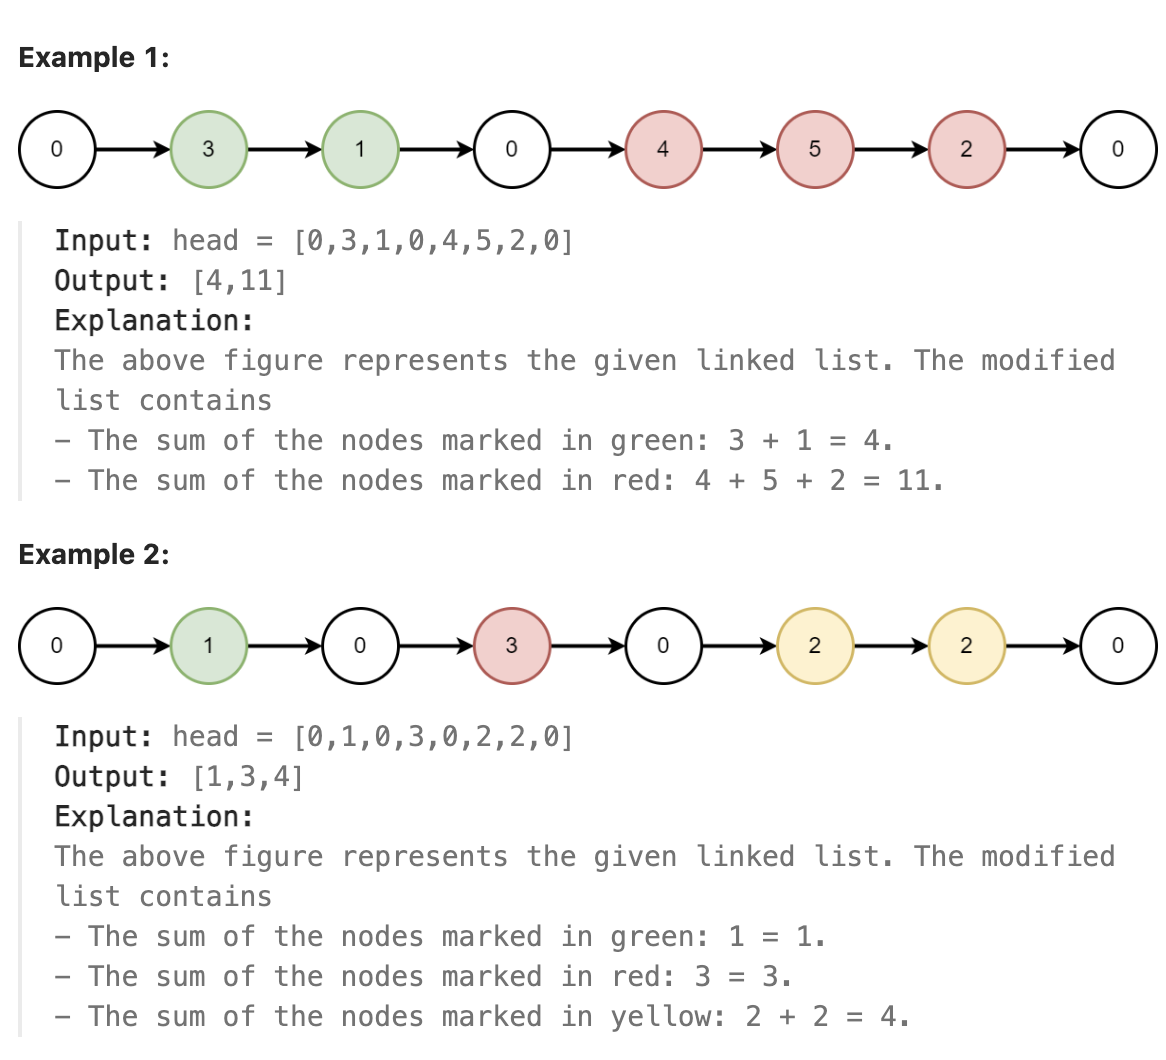 Example 1:
0 3 1 0 4 5 2 0
Input: head = [0,3,1,0,4,5,2,0]
Output: [4,11]
Explanation:
The above figure represents the given linked list. The modified
list contains
- The sum of the nodes marked in green: 3 + 1 = 4.
- The sum of the nodes marked in red: 4 + 5 + 2 = 11.
Example 2:
0 1 0 3 0 2 2 0
Input: head = [0,1,0,3,0,2,2,0]
Output: [1,3,4]
Explanation:
The above figure represents the given linked list. The modified
list contains
- The sum of the nodes marked in green: 1 = 1.
- The sum of the nodes marked in red: 3 = 3.
- The sum of the nodes marked in yellow: 2 + 2 = 4.